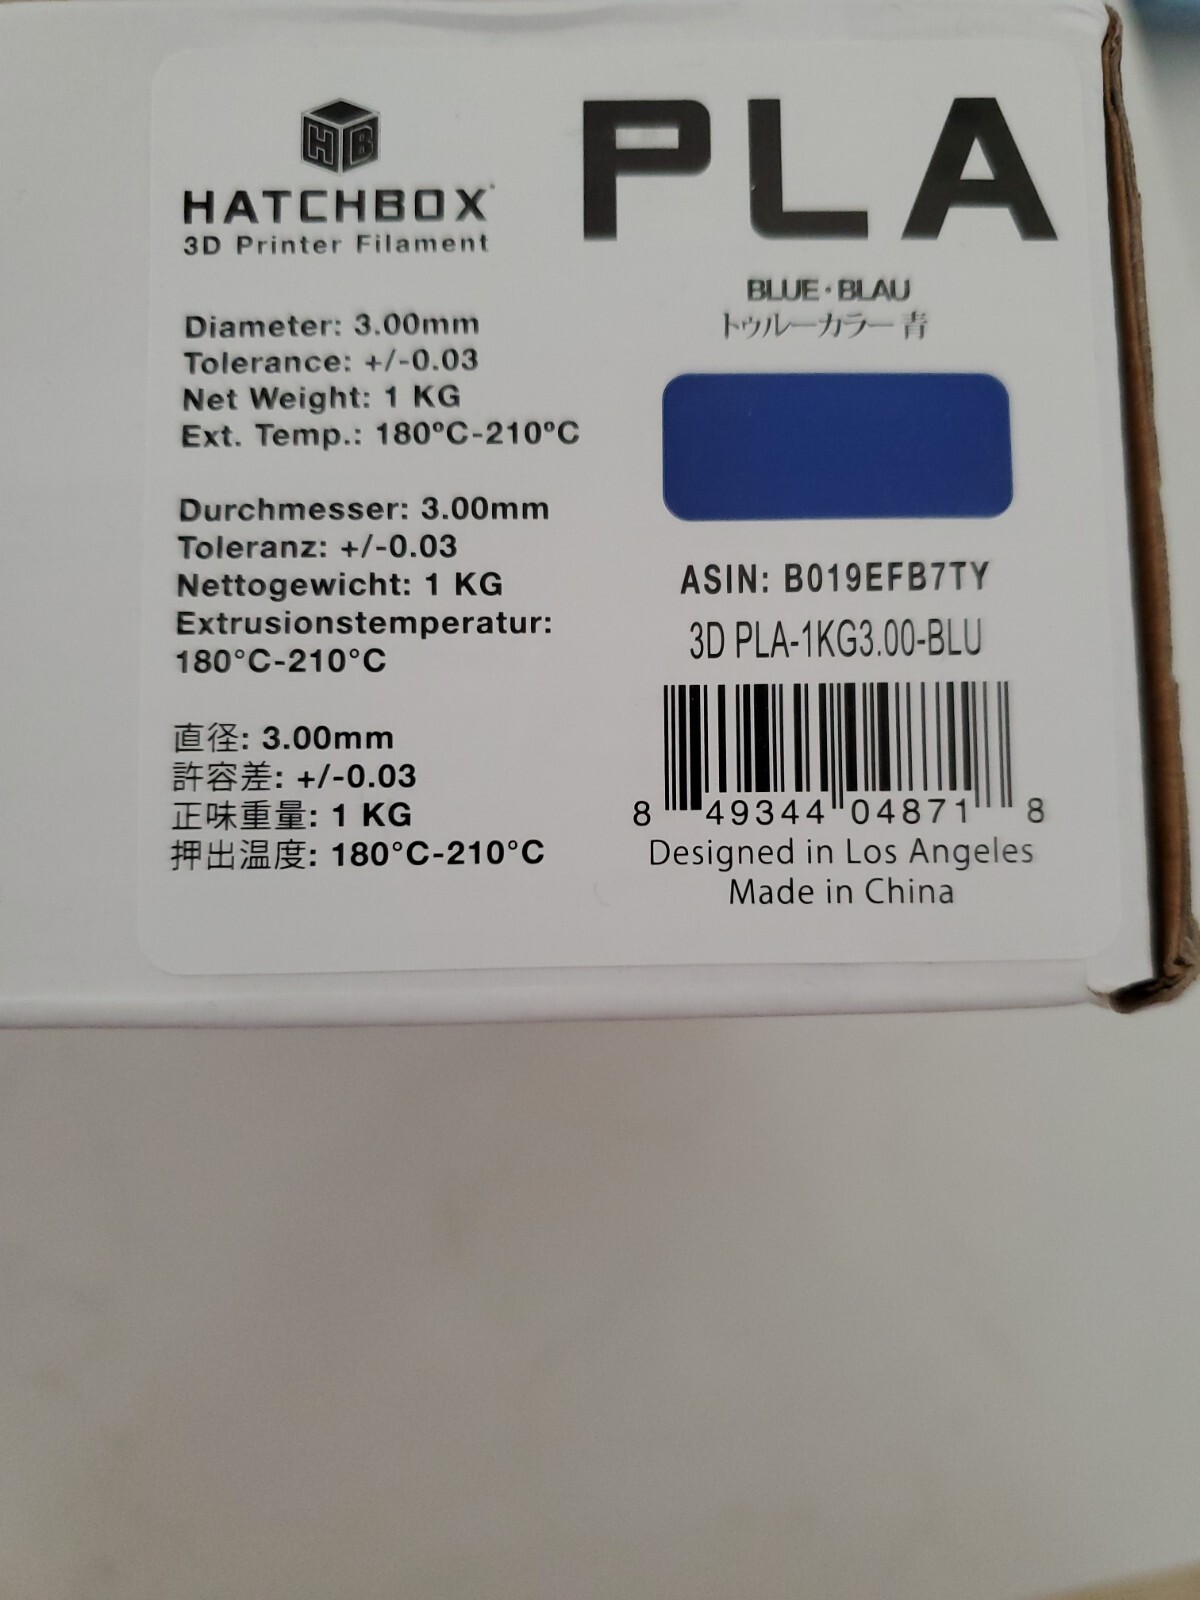 HB
HATCHBOX
3D Printer Filament
Diameter: 3.00mm
Tolerance: +/-0.03
Net Weight: 1 KG
Ext. Temp.: 180ºC-210ºC
Durchmesser: 3.00mm
Toleranz: +/-0.03
Nettogewicht: 1 KG
Extrusionstemperatur:
180°C-210°C
直径: 3.00mm
許容差: +/-0.03
正味重量: 1 KG
押出温度: 180°C-210°C
PLA
BLUE・BLAU
トゥルーカラー青
ASIN: B019EFB7TY
3D PLA-1KG3.00-BLU
8 49344 04871 8
Designed in Los Angeles
Made in China